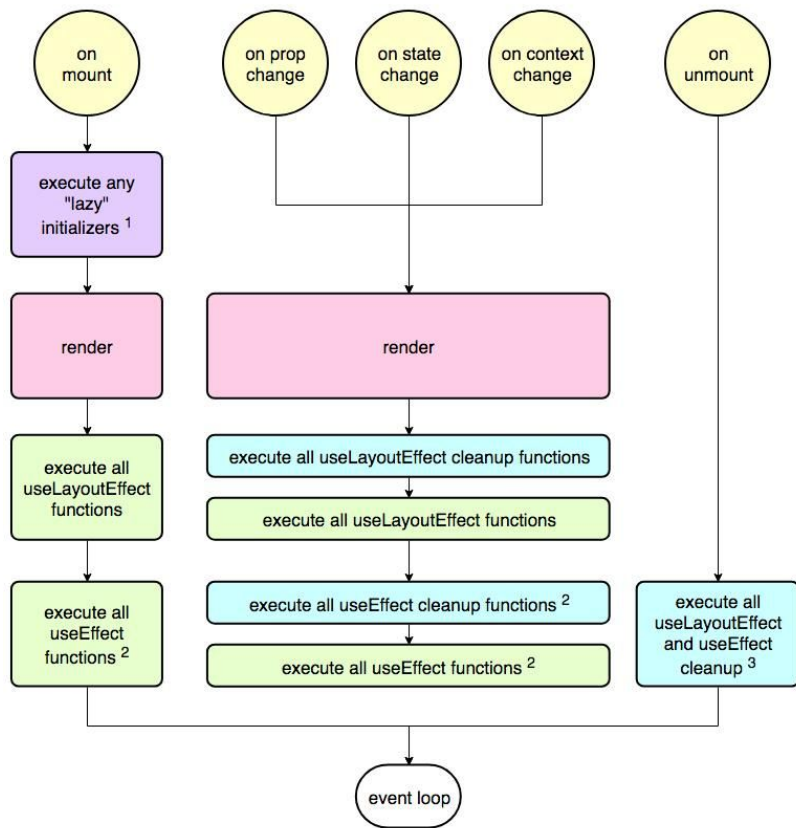 on
mount
on prop
change
on state
change
on context
change
on
unmount
execute any
"lazy"
initializers 1
render
render
execute all
useLayoutEffect
functions
execute all useLayoutEffect cleanup functions
execute all useLayoutEffect functions
execute all
useEffect
functions 2
execute all useEffect cleanup functions 2
execute all useEffect functions 2
execute all
useLayoutEffect
and useEffect
cleanup 3
event loop